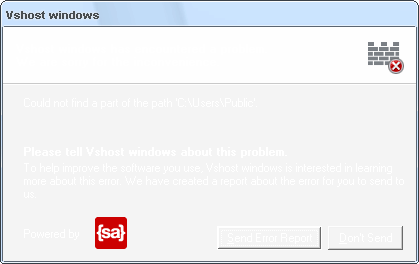 Vshost windows
Could not find a part of the path 'C:\Users\Public'
Please tell Vshost windows about this problem.
To help improve the software you use, Vshost windows is interested in learning
more about this error. We have created a report about the error for you to send to
us.
Powered by
{sa}
Send Error Report
Don't Send